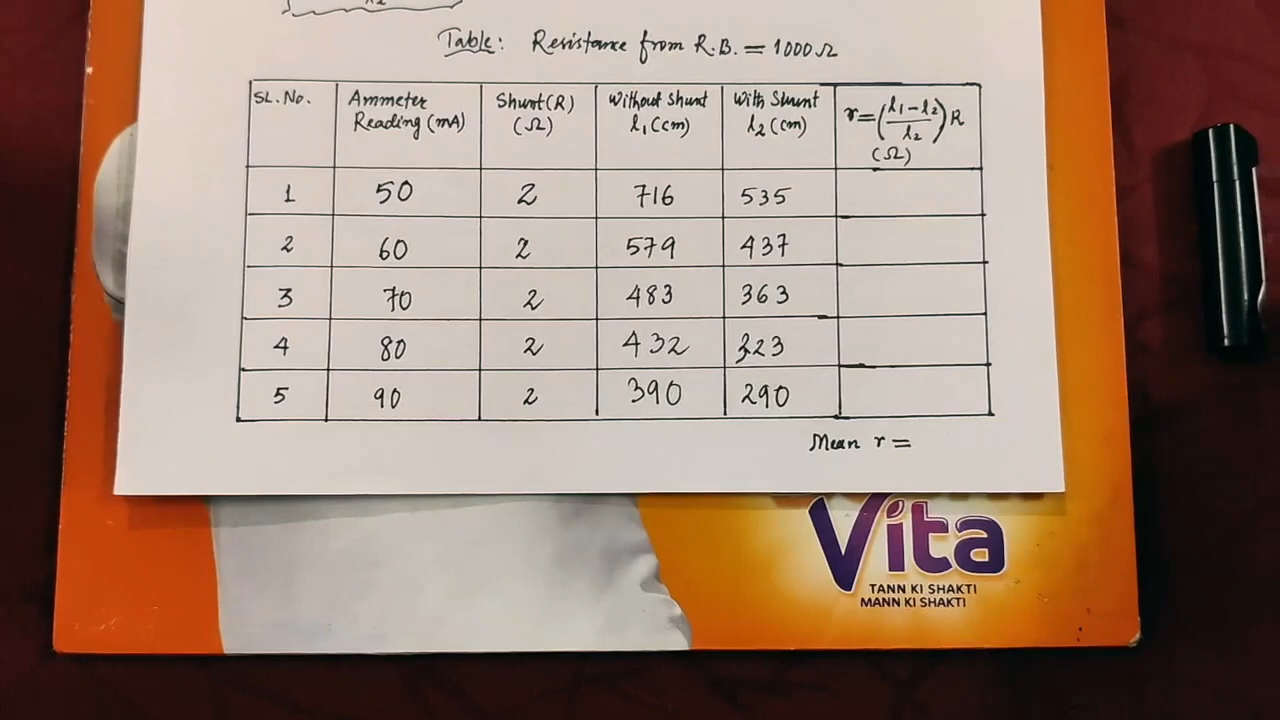 Table: Resistance from R.B. = 1000 Ω
SL. No. Ammeter Reading (mA) Shunt (R) (Ω) Without Shunt l₁ (cm) With Shunt l₂ (cm) r = (l₁ - l₂ / l₂) R (Ω)
1 50 2 716 535
2 60 2 579 437
3 70 2 483 363
4 80 2 432 323
5 90 2 390 290
Mean r =
Vita
TANN KI SHAKTI
MANN KI SHAKTI